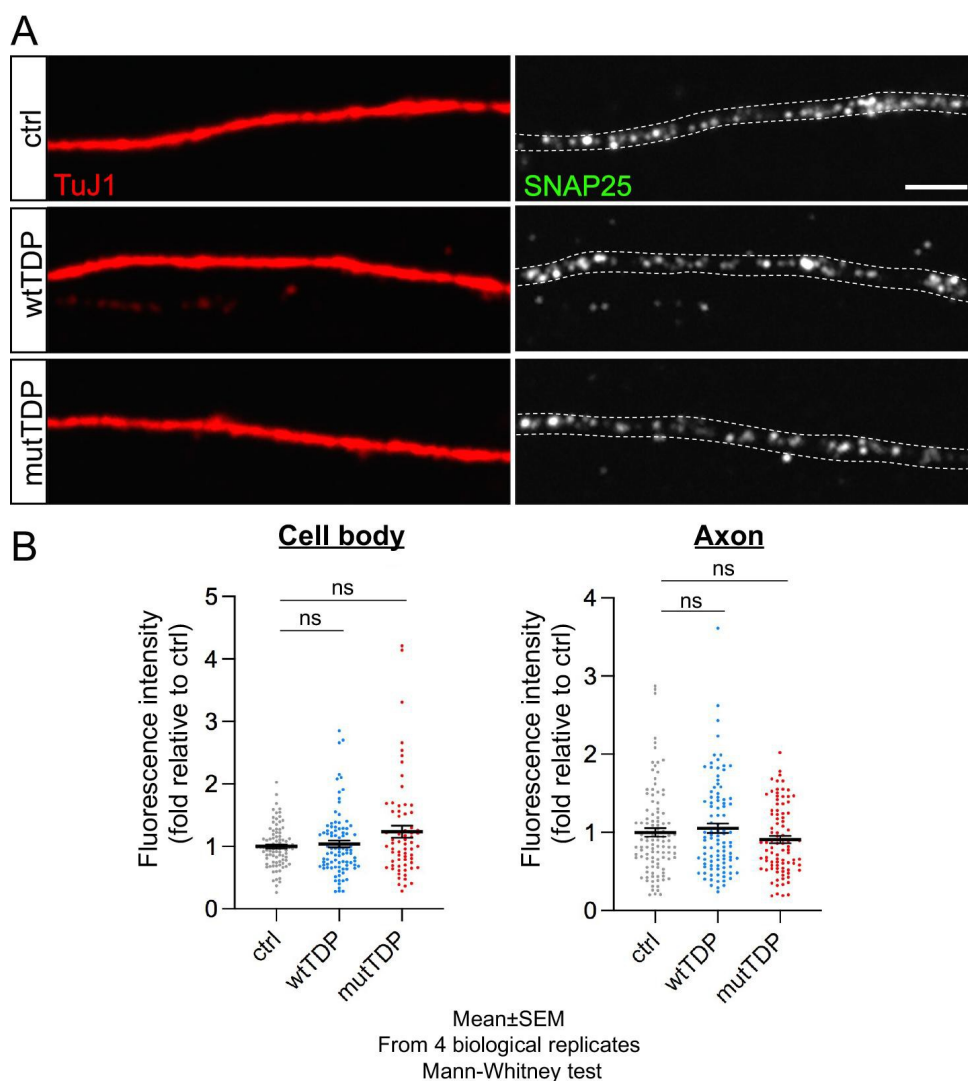 A
ctrl
TuJ1
SNAP25
wtTDP
mutTDP
B
Cell body
ns
ns
Fluorescence intensity
(fold relative to ctrl)
5
4
3
2
1
0
ctrl
wtTDP
mutTDP
Axon
ns
ns
Fluorescence intensity
(fold relative to ctrl)
4
3
2
1
0
ctrl
wtTDP
mutTDP
Mean±SEM
From 4 biological replicates
Mann-Whitney test